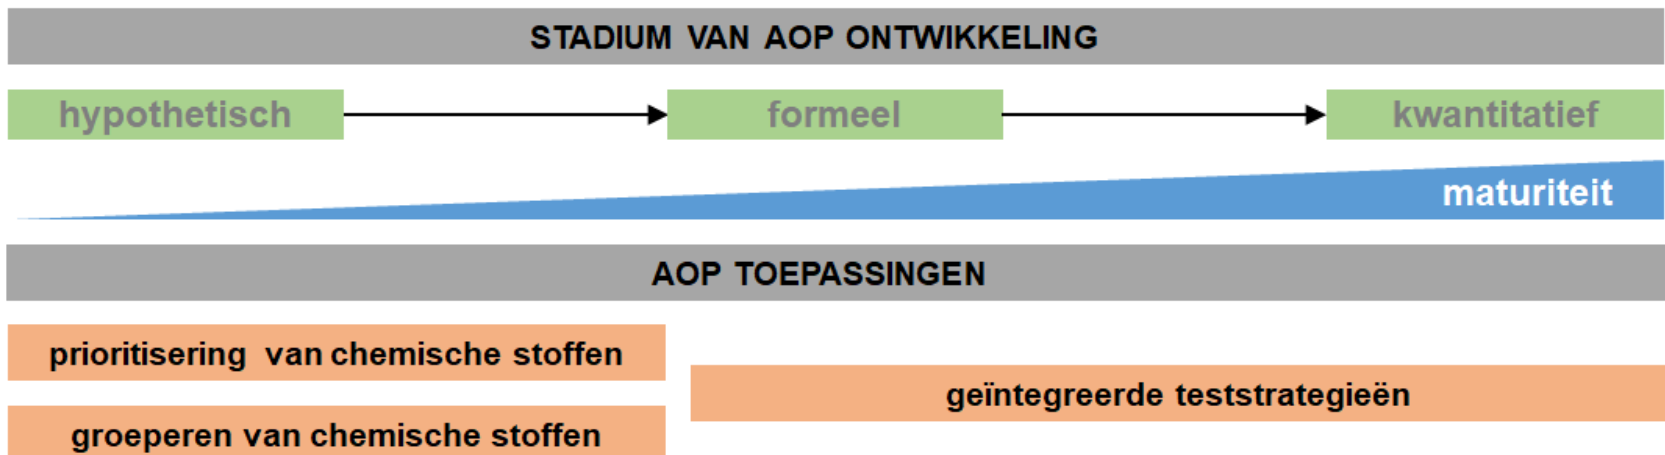 STADIUM VAN AOP ONTWIKKELING
hypothetisch
formeel
kwantitatief
maturiteit
AOP TOEPASSINGEN
prioritisering van chemische stoffen
geïntegreerde teststrategieën
groeperen van chemische stoffen